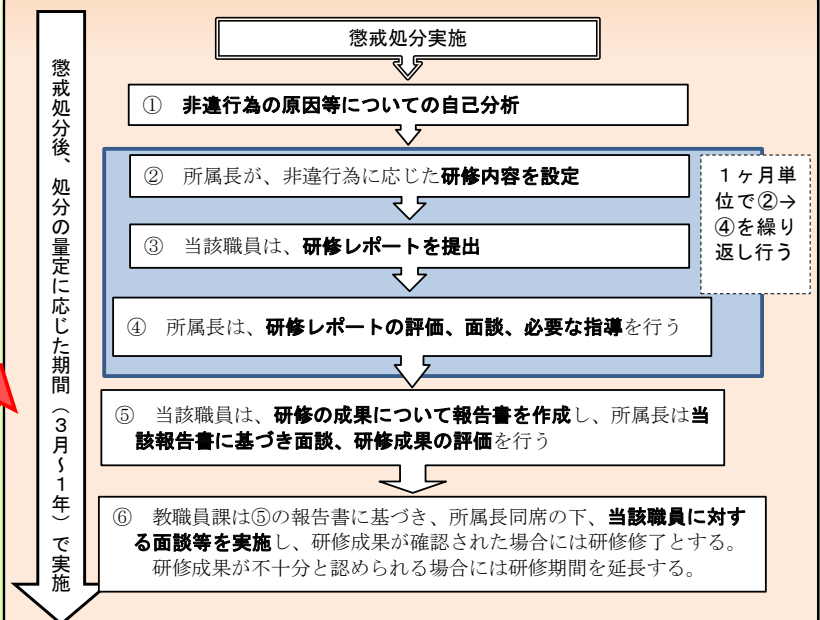 懲戒処分後、処分の量定に応じた期間（３月～１年）で実施
懲戒処分実施
①　非違行為の原因等についての自己分析
②　所属長が、非違行為に応じた研修内容を設定
③　当該職員は、研修レポートを提出
④　所属長は、研修レポートの評価、面談、必要な指導を行う
１ヶ月単
位で②→
④を繰り
返し行う
⑤　当該職員は、研修の成果について報告書を作成し、所属長は当
該報告書に基づき面談、研修成果の評価を行う
⑥　教職員課は⑤の報告書に基づき、所属長同席の下、当該職員に対す
る面談等を実施し、研修成果が確認された場合には研修修了とする。
研修成果が不十分と認められる場合には研修期間を延長する。